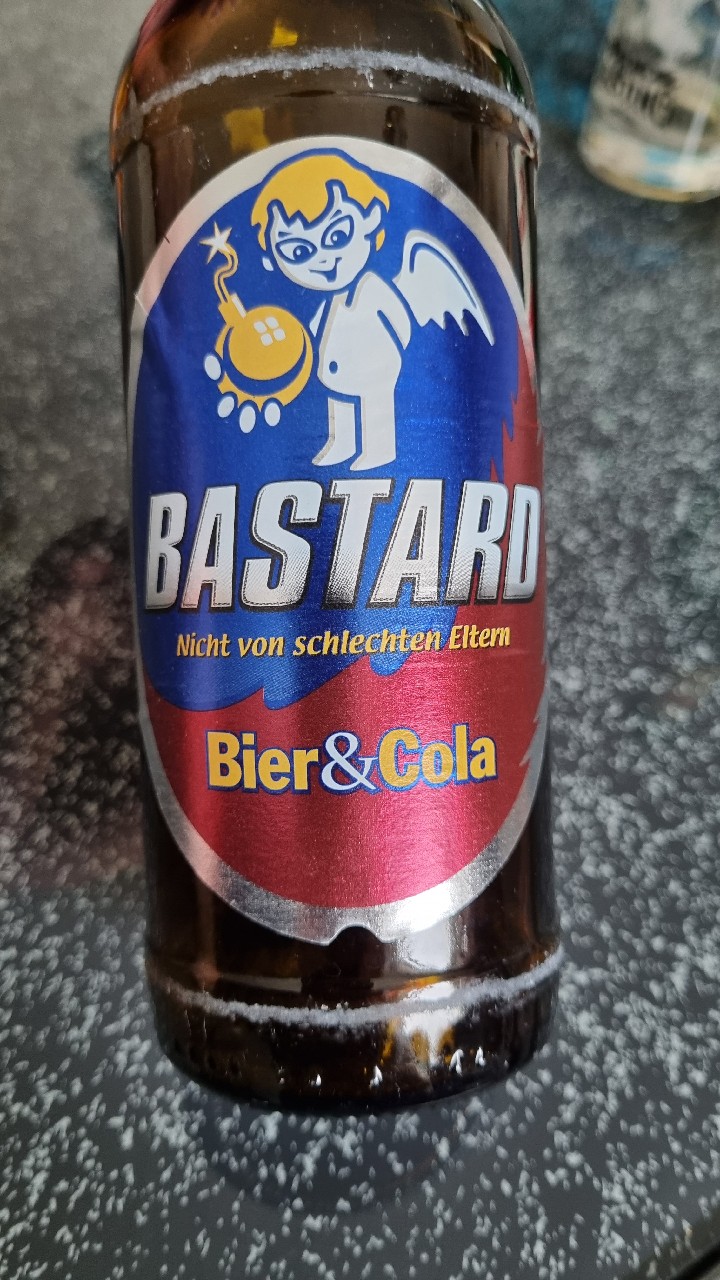 BASTARD
Nicht von schlechten Eltern
Bier&Cola